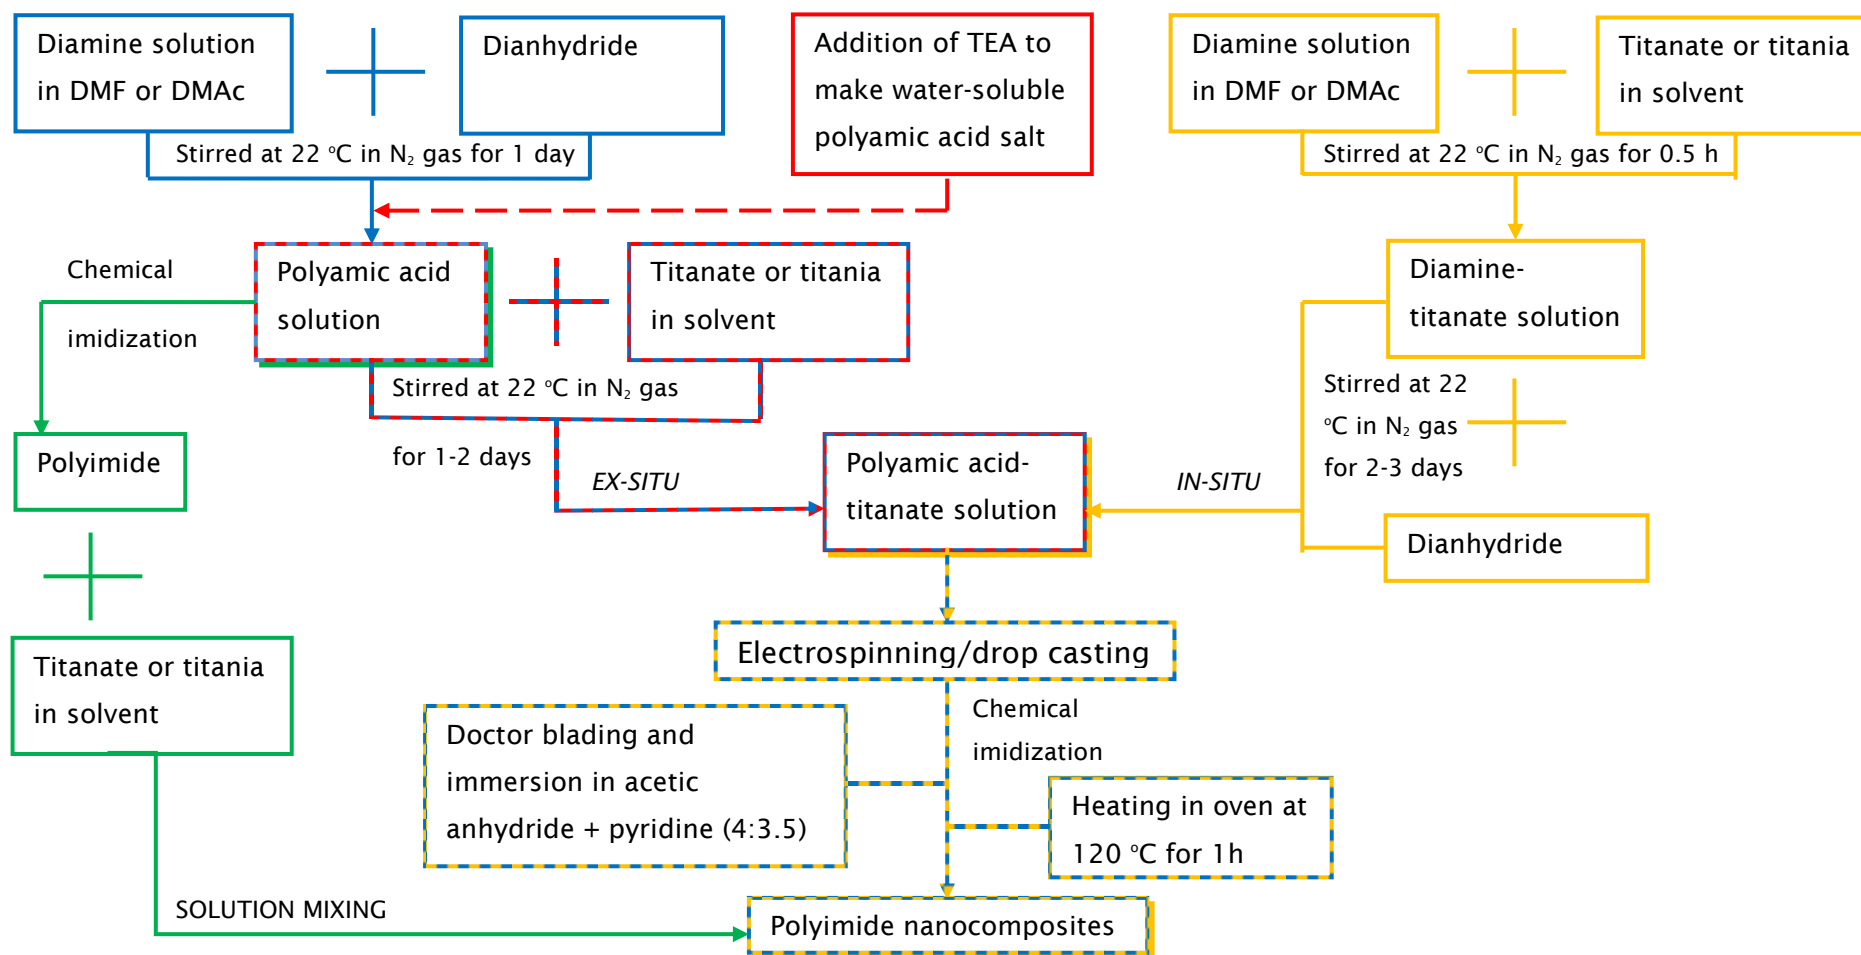 Diamine solution
in DMF or DMAc
Dianhydride
Addition of TEA to
make water-soluble
polyamic acid salt
Diamine solution
in DMF or DMAc
Titanate or titania
in solvent
Stirred at 22 °C in N₂ gas for 1 day
Stirred at 22 °C in N₂ gas for 0.5 h
Chemical
imidization
Polyamic acid
solution
Titanate or titania
in solvent
Diamine-
titanate solution
Stirred at 22 °C in N₂ gas
for 1-2 days
Stirred at 22
°C in N₂ gas
for 2-3 days
Polyimide
EX-SITU
Polyamic acid-
titanate solution
IN-SITU
Dianhydride
Electrospinning/drop casting
Titanate or titania
in solvent
Chemical
imidization
Doctor blading and
immersion in acetic
anhydride + pyridine (4:3.5)
Heating in oven at
120 °C for 1h
SOLUTION MIXING
Polyimide nanocomposites